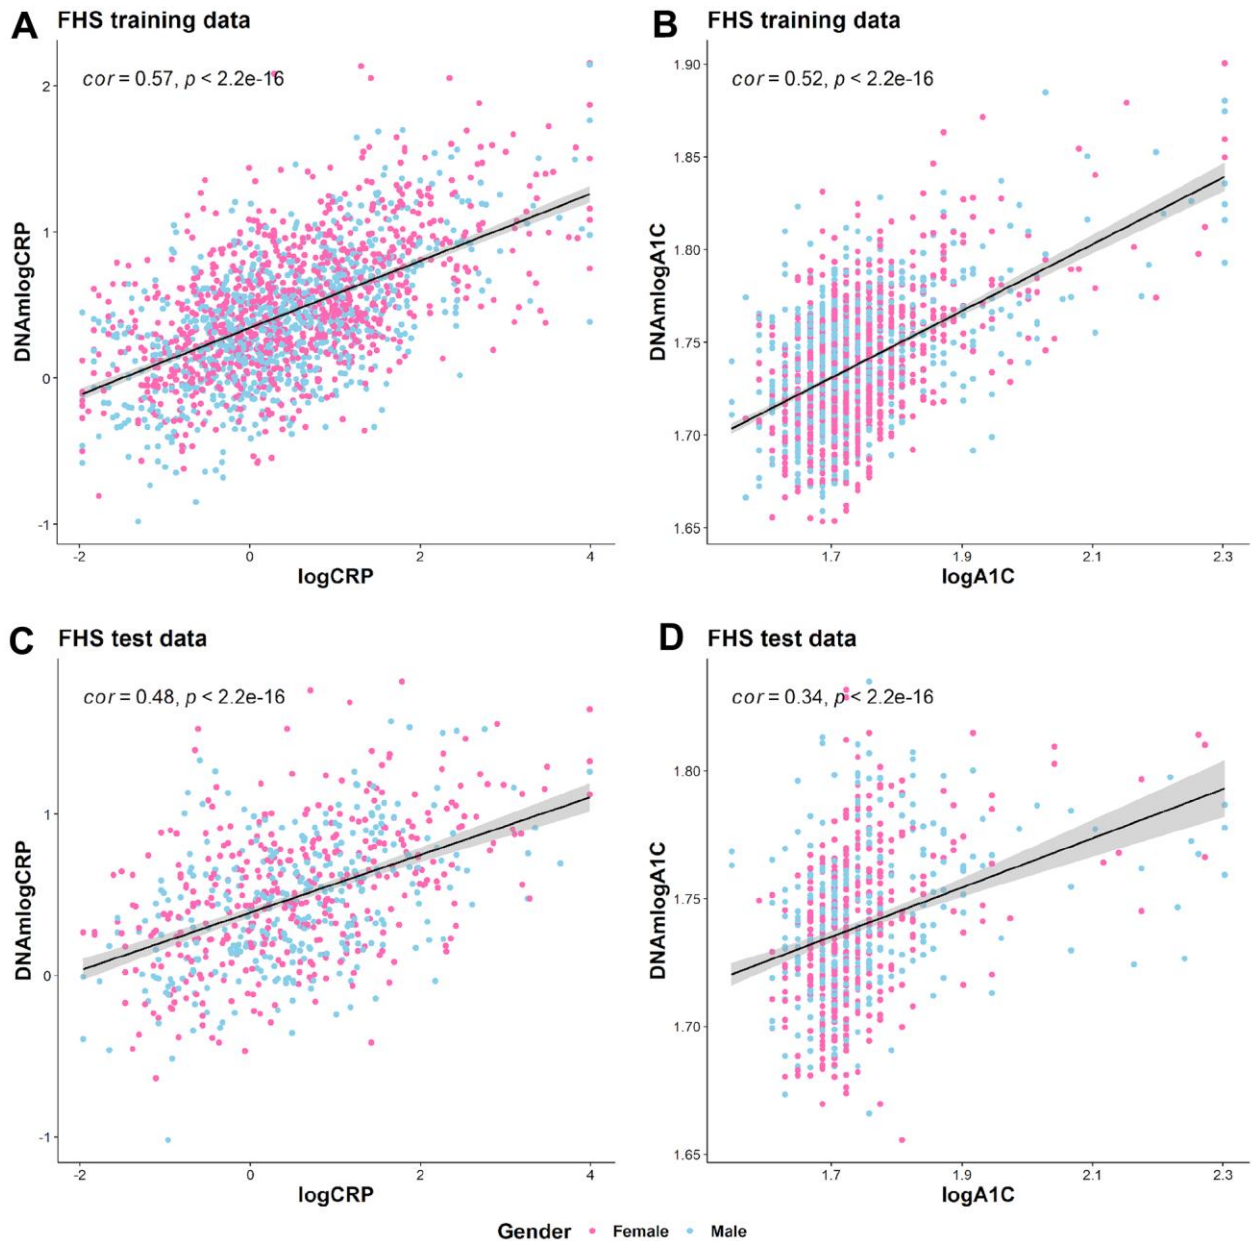 A FHS training data
cor = 0.57, p < 2.2e-16
DNAmlogCRP
2
1
0
-1
-2 0 2 4
logCRP
B FHS training data
cor = 0.52, p < 2.2e-16
DNAmlogA1C
1.90
1.85
1.80
1.75
1.70
1.65
1.7 1.9 2.1 2.3
logA1C
C FHS test data
cor = 0.48, p < 2.2e-16
DNAmlogCRP
1
0
-1
-2 0 2 4
logCRP
D FHS test data
cor = 0.34, p < 2.2e-16
DNAmlogA1C
1.80
1.75
1.70
1.65
1.7 1.9 2.1 2.3
logA1C
Gender Female Male